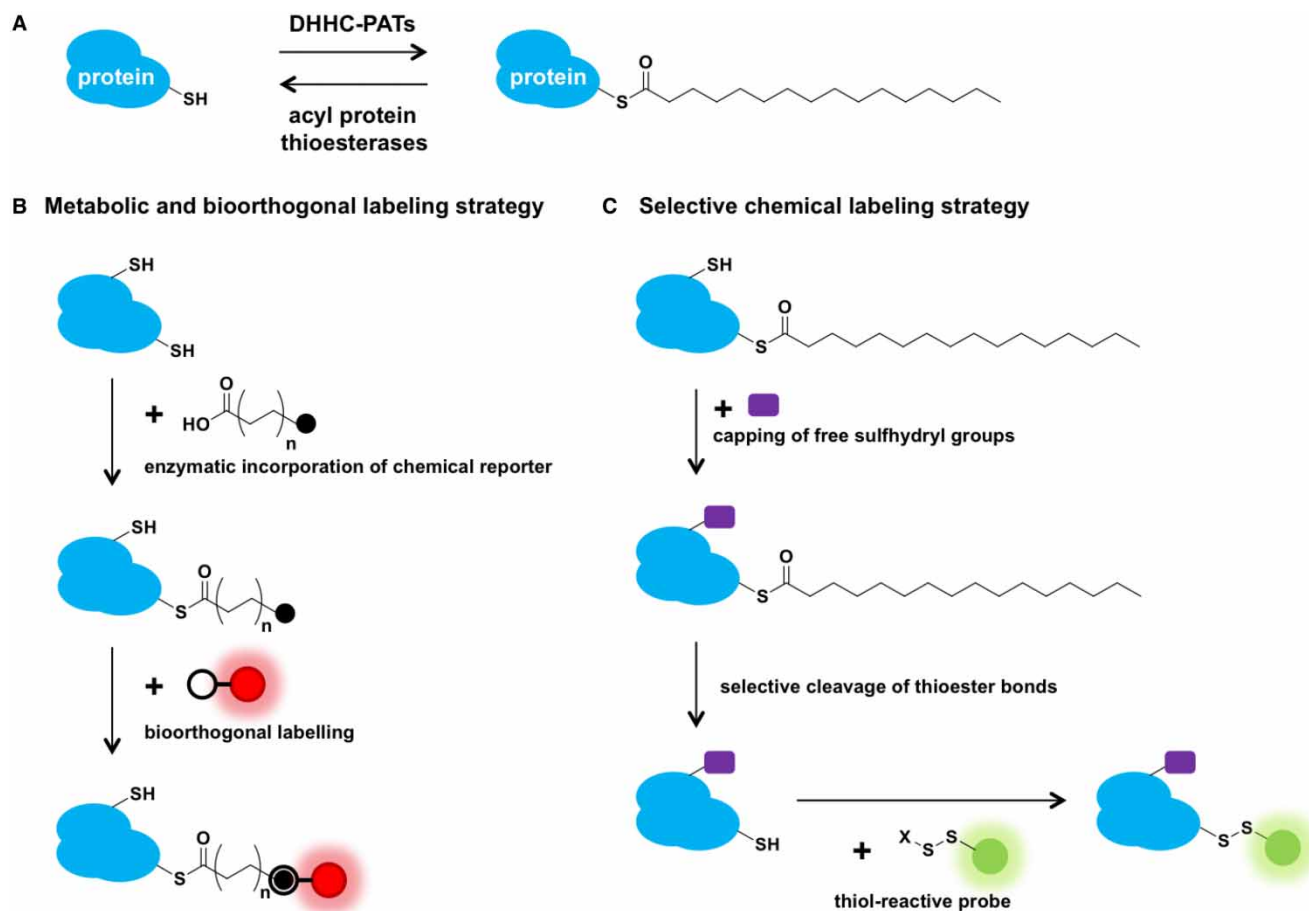 A
DHHC-PATs
protein
SH
acyl protein
thioesterases
protein
S
O
B Metabolic and bioorthogonal labeling strategy
SH
SH
+
HO
O
n
enzymatic incorporation of chemical reporter
SH
S
O
n
+
bioorthogonal labelling
SH
S
O
n
C Selective chemical labeling strategy
SH
S
O
+
capping of free sulfhydryl groups
S
O
selective cleavage of thioester bonds
SH
+
X S S
thiol-reactive probe
S S